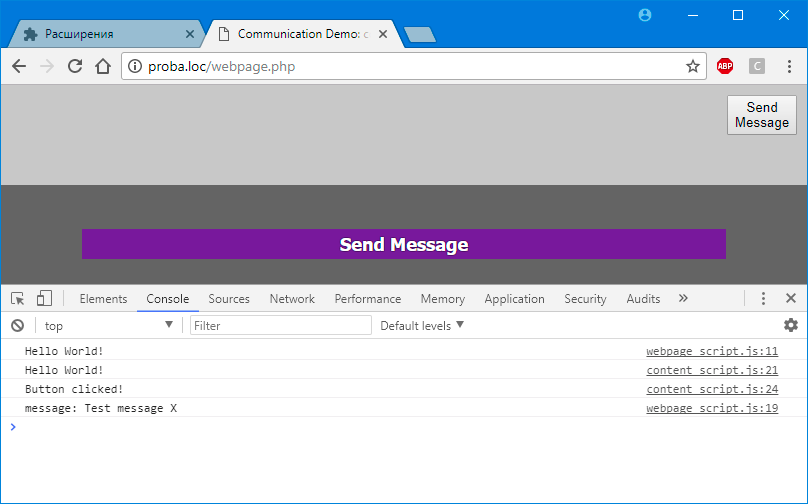 Расширения
Communication Demo: c
proba.loc/webpage.php
ABP
C
Send
Message
Send Message
Elements Console Sources Network Performance Memory Application Security Audits »
top Filter Default levels
Hello World! webpage_script.js:11
Hello World! content_script.js:21
Button clicked! content_script.js:24
message: Test message X webpage_script.js:19